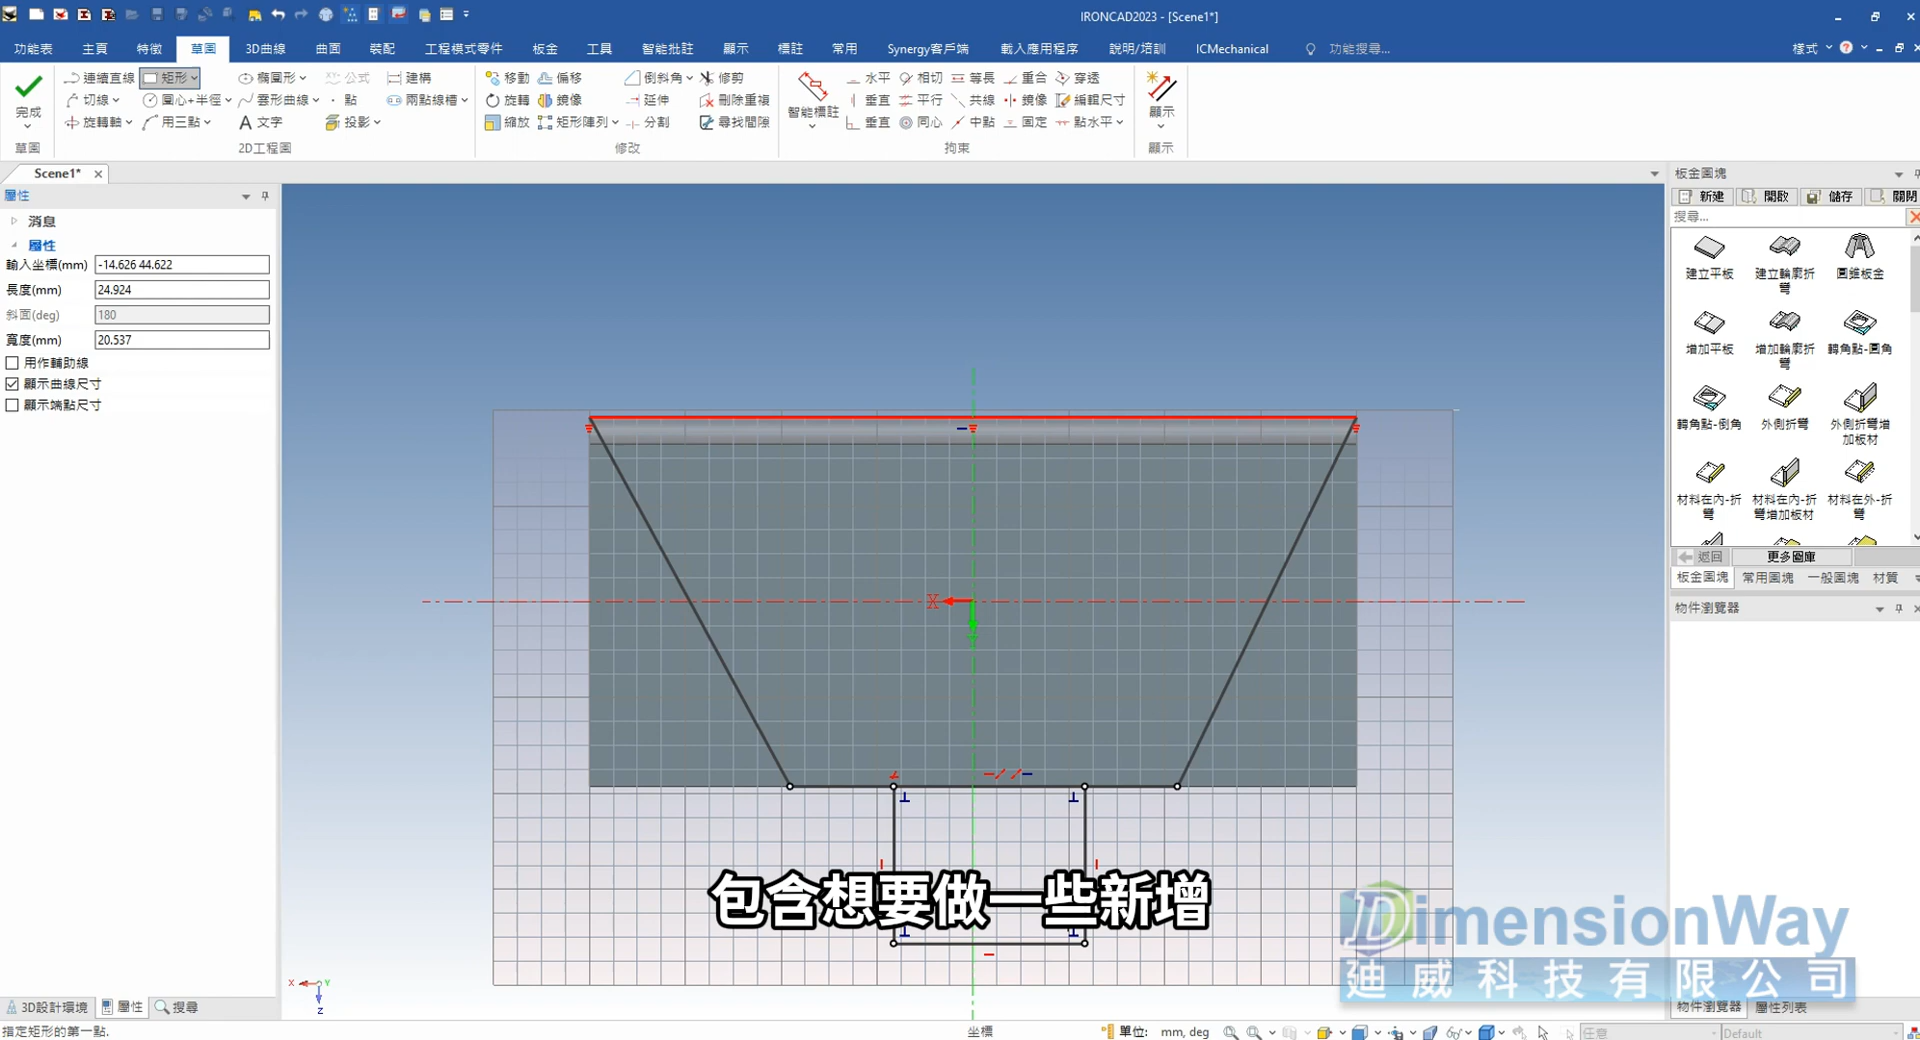 IRONCAD2023 - [Scene1*]
功能表 主頁 特徵 草圖 3D曲線 曲面 裝配 工程模式零件 板金 工具 智能批註 顯示 標註 常用 Synergy客戶端 載入應用程序 說明/培訓 ICMechanical 功能搜尋... 樣式
連續直線 矩形 橢圓形 公式 建構 移動 偏移 倒斜角 修剪 水平 相切 等長 重合 穿透
完成 切線 圓心+半徑 雲形曲線 點 兩點線槽 旋轉 鏡像 延伸 刪除重複 智能標註 垂直 平行 共線 鏡像 編輯尺寸 顯示
旋轉軸 用三點 文字 投影 縮放 矩形陣列 分割 尋找間隙 垂直 同心 中點 固定 點水平
草圖 2D工程圖 修改 拘束 顯示
Scene1*
屬性
消息
屬性
輸入坐標(mm) -14.626 44.622
長度(mm) 24.924
斜面(deg) 180
寬度(mm) 20.537
用作輔助線
顯示曲線尺寸
顯示端點尺寸
板金圖塊
新建 開啟 儲存 關閉
搜尋...
建立平板 建立輪廓折彎 圓錐板金
增加平板 增加輪廓折彎 轉角點-圓角
轉角點-倒角 外側折彎 外側折彎增加板材
材料在內-折彎 材料在內-折彎增加板材 材料在外-折彎
返回 更多圖庫
板金圖塊 常用圖塊 一般圖塊 材質
物件瀏覽器
X
包含想要做一些新增
DimensionWay
迪威科技有限公司
X Y
Z
3D設計環境 屬性 搜尋
物件瀏覽器 屬性列表
指定矩形的第一點. 坐標 單位: mm, deg 任意 Default